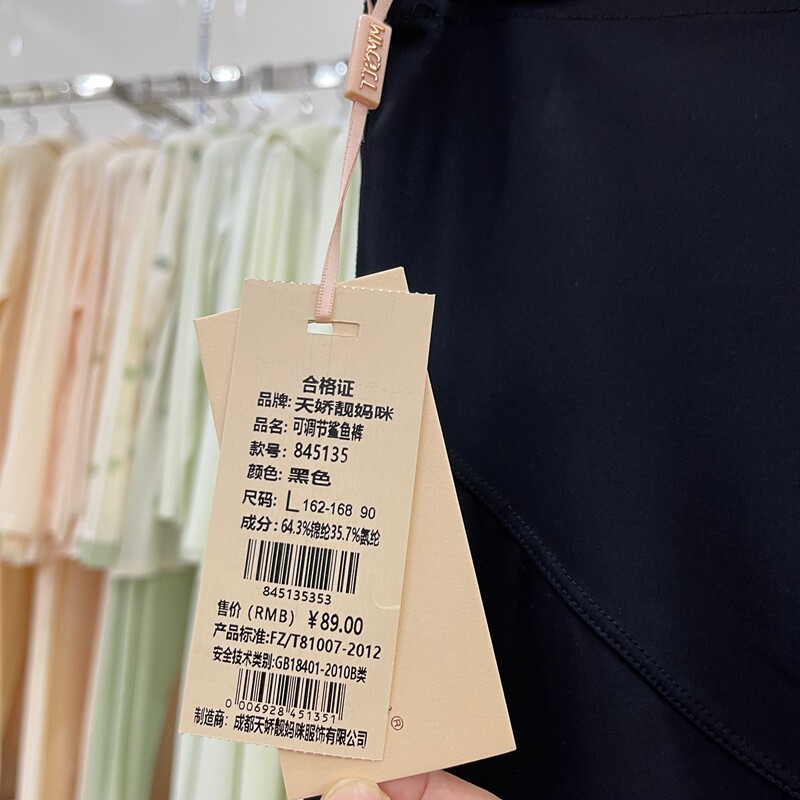 合格证
品牌: 天娇靓妈咪
品名: 可调节鲨鱼裤
款号: 845135
颜色: 黑色
尺码: L 162-168 90
成分: 64.3%锦纶35.7%氨纶
845135353
售价（RMB）￥89.00
产品标准:FZ/T81007-2012
安全技术类别:GB18401-2010B类
0 006928 451351
制造商：成都天娇靓妈咪服饰有限公司
®